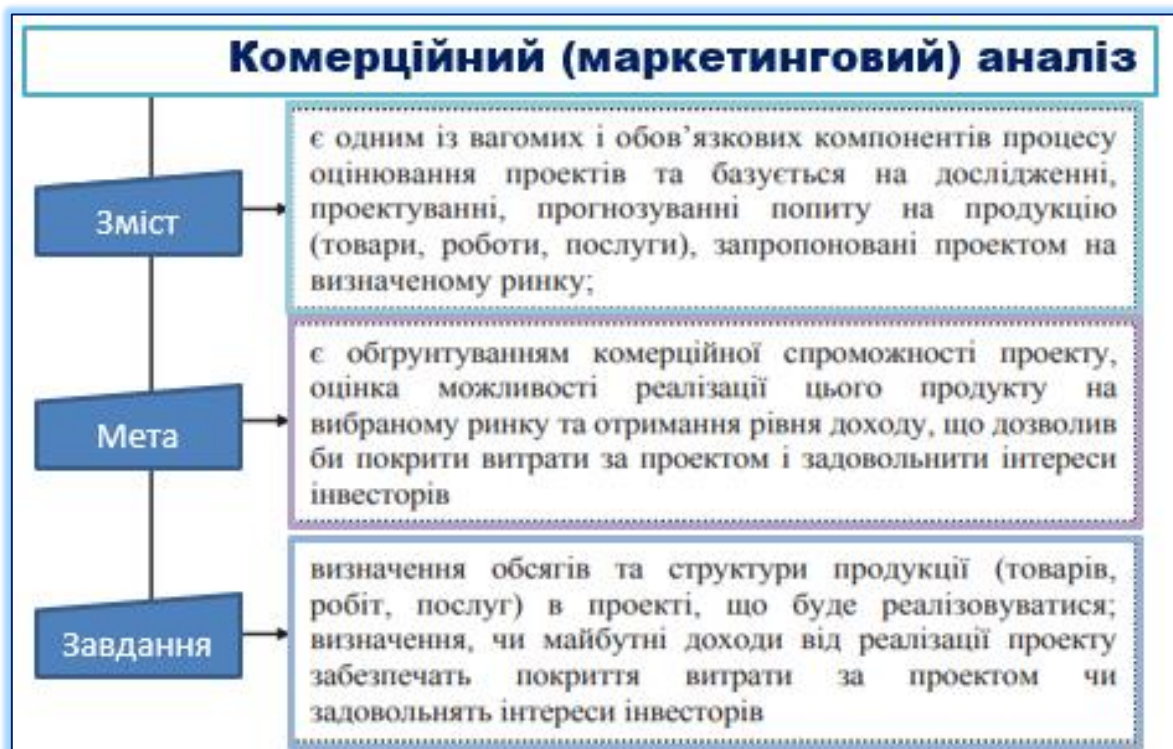 Комерційний (маркетинговий) аналіз
Зміст
є одним із вагомих і обов’язкових компонентів процесу
оцінювання проектів та базується на дослідженні,
проектуванні, прогнозуванні попиту на продукцію
(товари, роботи, послуги), запропоновані проектом на
визначеному ринку;
Мета
є обґрунтуванням комерційної спроможності проекту,
оцінка можливості реалізації цього продукту на
вибраному ринку та отримання рівня доходу, що дозволив
би покрити витрати за проектом і задовольнити інтереси
інвесторів
Завдання
визначення обсягів та структури продукції (товарів,
робіт, послуг) в проекті, що буде реалізовуватися;
визначення, чи майбутні доходи від реалізації проекту
забезпечать покриття витрати за проектом чи
задовольнять інтереси інвесторів